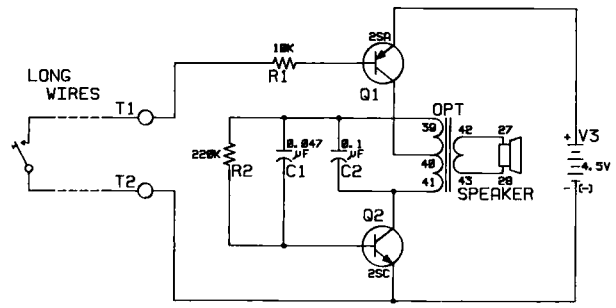 2SA
10K
R1
Q1
LONG
WIRES
T1
OPT
39
42
27
0.047
µF
0.1
µF
220K
R2
C1
C2
40
+ V3
4.5V
41
43
28
SPEAKER
- (-)
T2
Q2
2SC